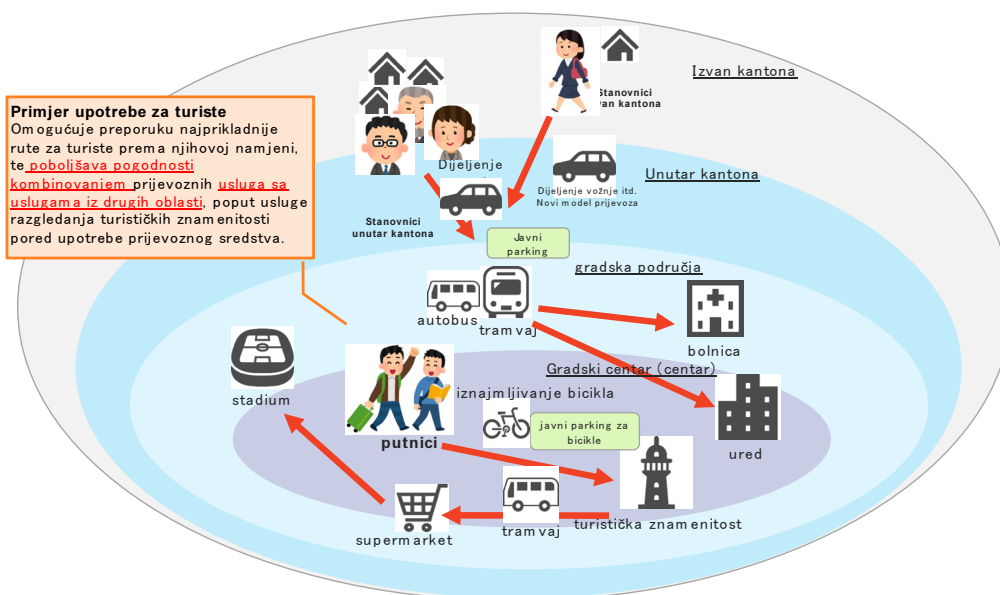 Izvan kantona
Stanovnici
van kantona
Primjer upotrebe za turiste
Omogućuje preporuku najprikladnije
rute za turiste prema njihovoj namjeni,
te poboljšava pogodnosti
kombinovanjem prijevoznih usluga sa
uslugama iz drugih oblasti, poput usluge
razgledanja turističkih znamenitosti
pored upotrebe prijevoznog sredstva.
Dijeljenje
Unutar kantona
Dijeljenje vožnje itd.
Novi model prijevoza
Stanovnici
unutar kantona
Javni
parking
gradska područja
autobus
tramvaj
bolnica
Gradski centar (centar)
stadium
iznajmljivanje bicikla
javni parking za
bicikle
putnici
ured
turistička znamenitost
tramvaj
supermarket